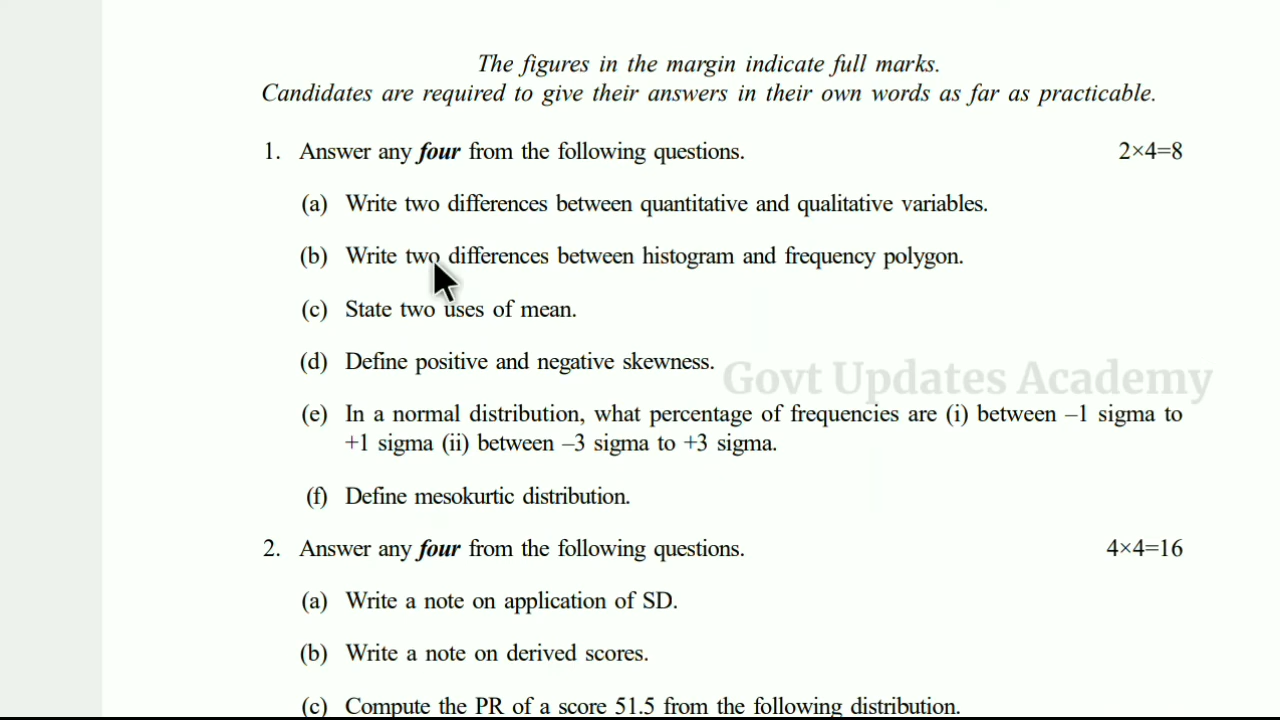 The figures in the margin indicate full marks.
Candidates are required to give their answers in their own words as far as practicable.
1. Answer any four from the following questions. 2×4=8
(a) Write two differences between quantitative and qualitative variables.
(b) Write two differences between histogram and frequency polygon.
(c) State two uses of mean.
(d) Define positive and negative skewness.
Govt Updates Academy
(e) In a normal distribution, what percentage of frequencies are (i) between –1 sigma to
+1 sigma (ii) between –3 sigma to +3 sigma.
(f) Define mesokurtic distribution.
2. Answer any four from the following questions. 4×4=16
(a) Write a note on application of SD.
(b) Write a note on derived scores.
(c) Compute the PR of a score 51.5 from the following distribution.